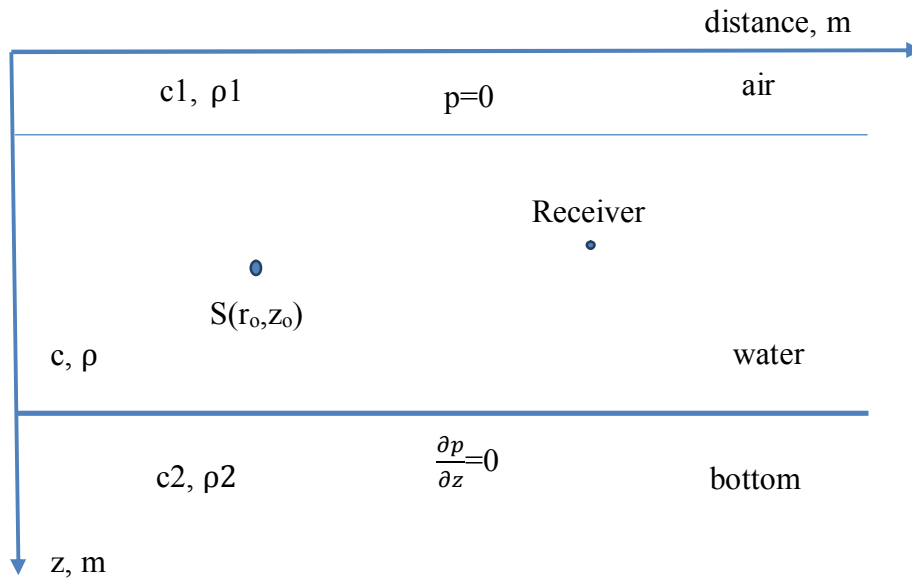 distance, m
c1, ρ1 p=0 air
Receiver
S(rₒ,zₒ)
c, ρ water
c2, ρ2 ∂p/∂z=0 bottom
z, m